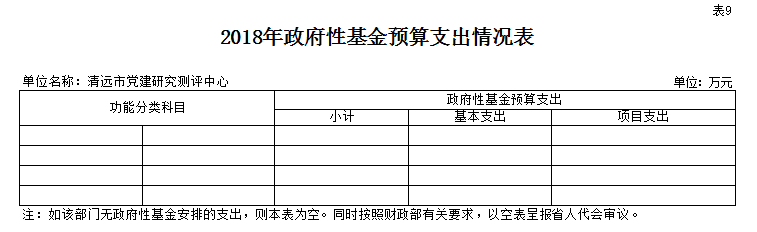 表9
2018年政府性基金预算支出情况表
单位名称：清远市党建研究测评中心 单位：万元
功能分类科目 政府性基金预算支出
小计 基本支出 项目支出
注：如该部门无政府性基金安排的支出，则本表为空。同时按照财政部有关要求，以空表呈报省人代会审议。